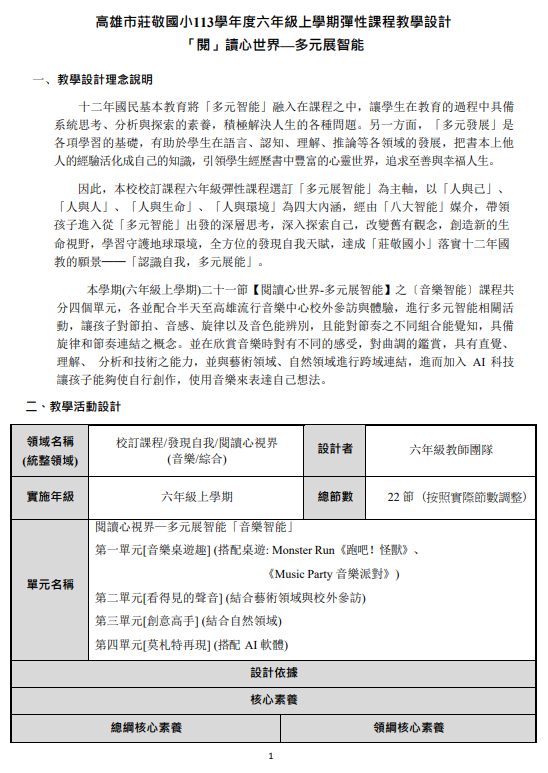 高雄市莊敬國小113學年度六年級上學期彈性課程教學設計
「閱」讀心世界—多元展智能
一、教學設計理念說明
十二年國民基本教育將「多元智能」融入在課程之中，讓學生在教育的過程中具備
系統思考、分析與探索的素養，積極解決人生的各種問題。另一方面，「多元發展」是
各項學習的基礎，有助於學生在語言、認知、理解、推論等各領域的發展，把書本上他
人的經驗活化成自己的知識，引領學生經歷書中豐富的心靈世界，追求至善與幸福人生。
因此，本校校訂課程六年級彈性課程選訂「多元展智能」為主軸，以「人與己」、
「人與人」、「人與生命」、「人與環境」為四大內涵，經由「八大智能」媒介，帶領
孩子進入從「多元智能」出發的深層思考，深入探索自己，改變舊有觀念，創造新的生
命視野，學習守護地球環境，全方位的發現自我天賦，達成「莊敬國小」落實十二年國
教的願景——「認識自我，多元展能」。
本學期(六年級上學期)二十一節【閱讀心世界-多元展智能】之〔音樂智能〕課程共
分四個單元，各並配合半天至高雄流行音樂中心校外參訪與體驗，進行多元智能相關活
動，讓孩子對節拍、音感、旋律以及音色能辨別，且能對節奏之不同組合能覺知，具備
旋律和節奏連結之概念。並在欣賞音樂時對有不同的感受，對曲調的鑑賞，具有直覺、
理解、 分析和技術之能力，並與藝術領域、自然領域進行跨域連結，進而加入 AI 科技
讓孩子能夠使自行創作，使用音樂來表達自己想法。
二、教學活動設計
領域名稱
(統整領域)
校訂課程/發現自我/閱讀心視界
(音樂/綜合)
設計者
六年級教師團隊
實施年級
六年級上學期
總節數
22 節（按照實際節數調整）
單元名稱
閱讀心視界—多元展智能「音樂智能」
第一單元[音樂桌遊趣] (搭配桌遊: Monster Run《跑吧！怪獸》、
《Music Party 音樂派對》)
第二單元[看得見的聲音] (結合藝術領域與校外參訪)
第三單元[創意高手] (結合自然領域)
第四單元[莫札特再現] (搭配 AI 軟體)
設計依據
核心素養
總綱核心素養
領綱核心素養
1